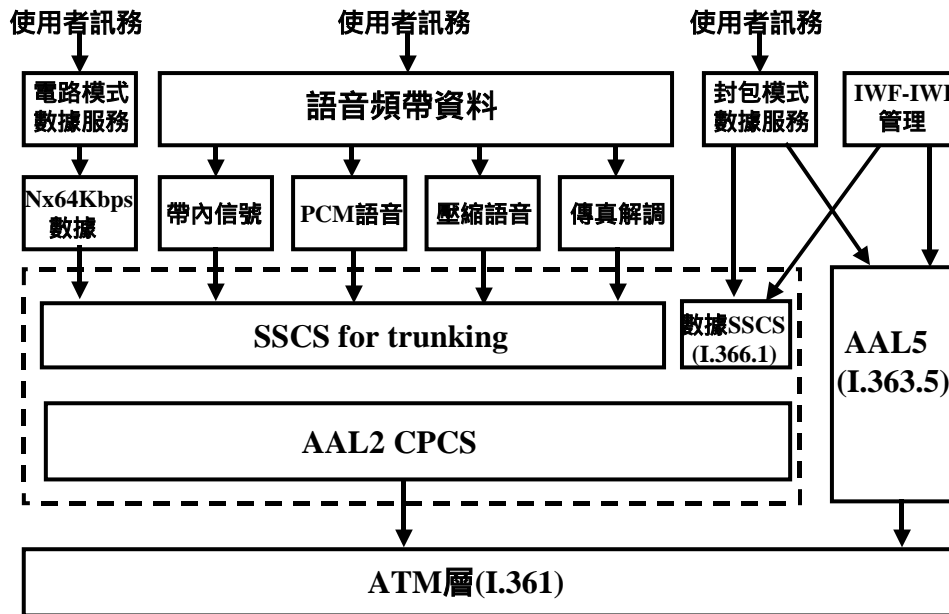 使用者訊務
使用者訊務
使用者訊務
電路模式
數據服務
語音頻帶資料
封包模式
數據服務
IWF-IWF
管理
Nx64Kbps
數據
帶內信號
PCM語音
壓縮語音
傳真解調
SSCS for trunking
數據SSCS
(I.366.1)
AAL5
(I.363.5)
AAL2 CPCS
ATM層(I.361)